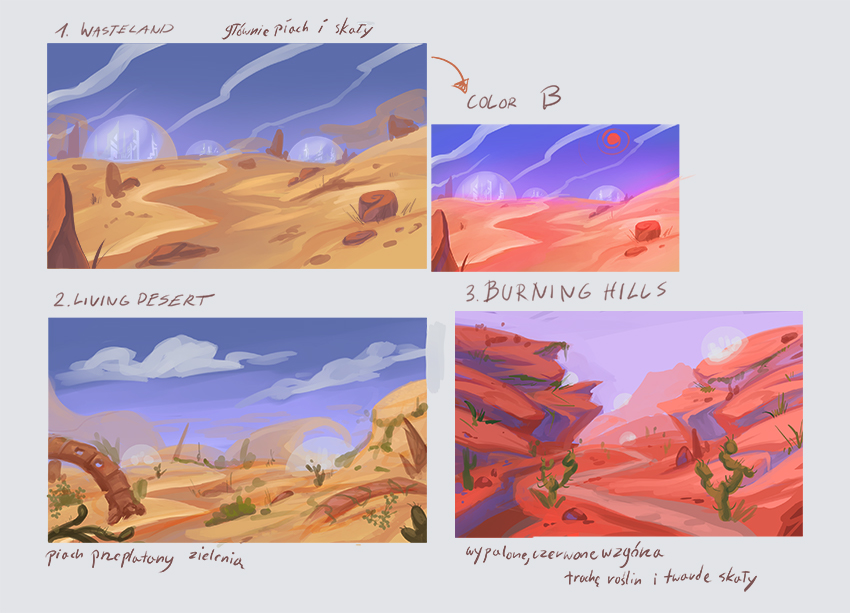 1. WASTELAND
głównie piach i skały
COLOR B
2. LIVING DESERT
3. BURNING HILLS
piach przeplatany zielenią
wypalone, czerwone wzgórza
trochę roślin i twarde skały